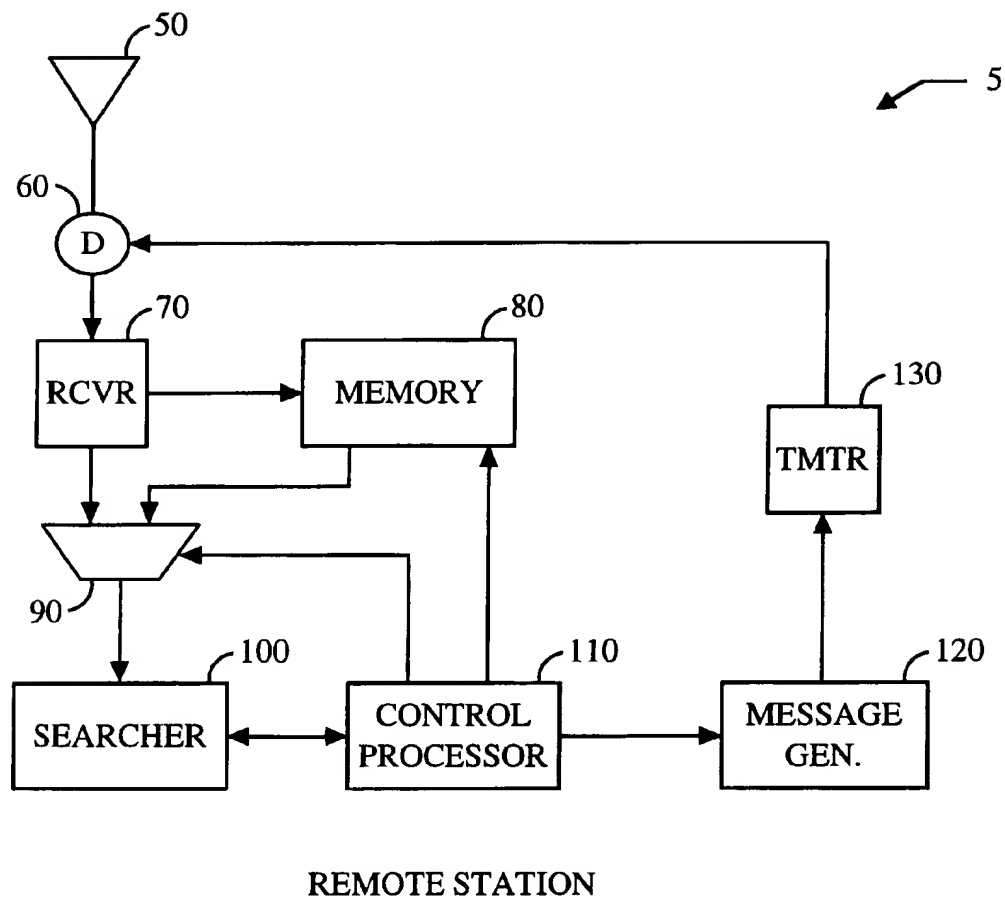 50
5
60
D
70
80
RCVR
MEMORY
130
TMTR
90
100
110
120
SEARCHER
CONTROL
PROCESSOR
MESSAGE
GEN.
REMOTE STATION